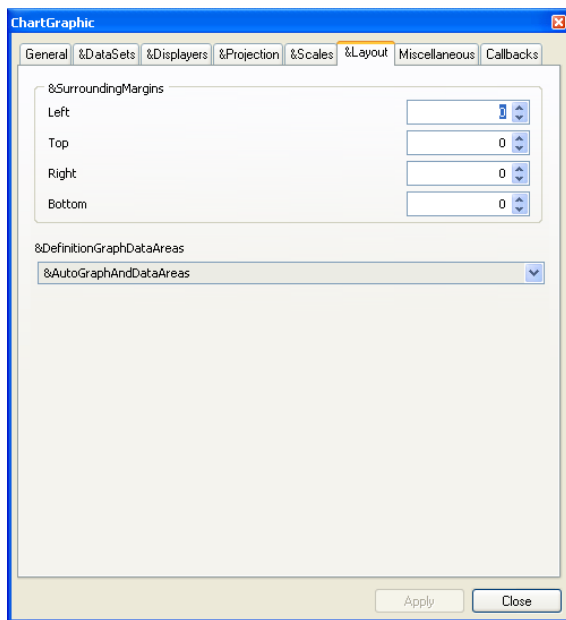 ChartGraphic
General &DataSets &Displayers &Projection &Scales &Layout Miscellaneous Callbacks
&SurroundingMargins
Left 0
Top 0
Right 0
Bottom 0
&DefinitionGraphDataAreas
&AutoGraphAndDataAreas
Apply Close